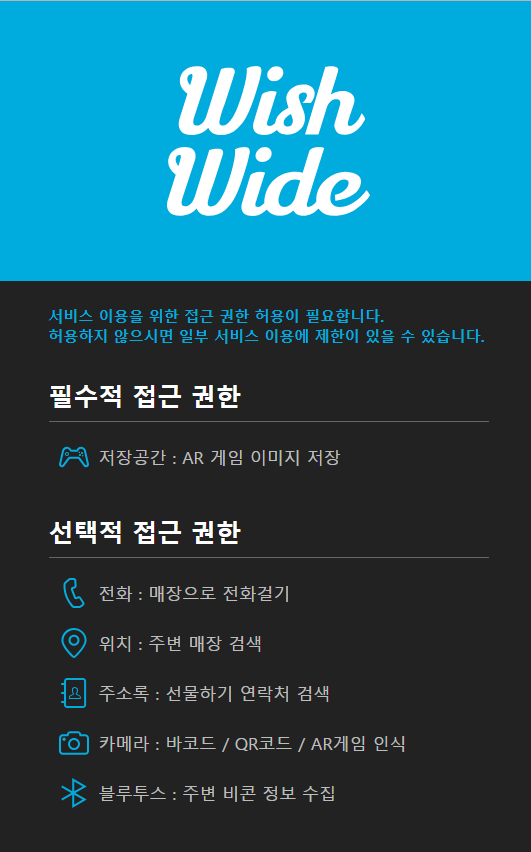 Wish
Wide
서비스 이용을 위한 접근 권한 허용이 필요합니다.
허용하지 않으시면 일부 서비스 이용에 제한이 있을 수 있습니다.
필수적 접근 권한
저장공간 : AR 게임 이미지 저장
선택적 접근 권한
전화 : 매장으로 전화걸기
위치 : 주변 매장 검색
주소록 : 선물하기 연락처 검색
카메라 : 바코드 / QR코드 / AR게임 인식
블루투스 : 주변 비콘 정보 수집